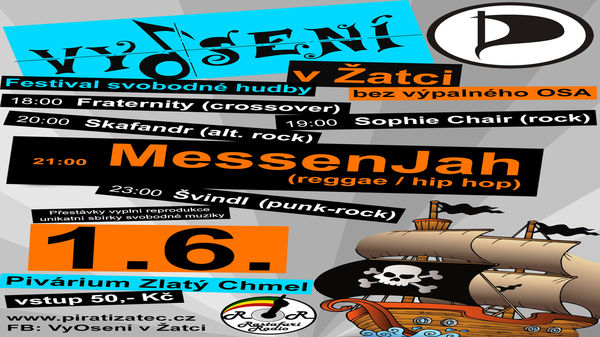 VYOSENÍ
v Žatci
Festival svobodné hudby
bez výpalného OSA
18:00 Fraternity (crossover)
19:00 Sophie Chair (rock)
20:00 Skafandr (alt. rock)
21:00 MessenJah
(reggae / hip hop)
23:00 Švindl (punk-rock)
Přestávky vyplní reprodukce
unikátní sbírky svobodné muziky
1.6.
Pivárium Zlatý Chmel
vstup 50,- Kč
www.piratizatec.cz
FB: VyOsení v Žatci
R R
Rastafari
Radio